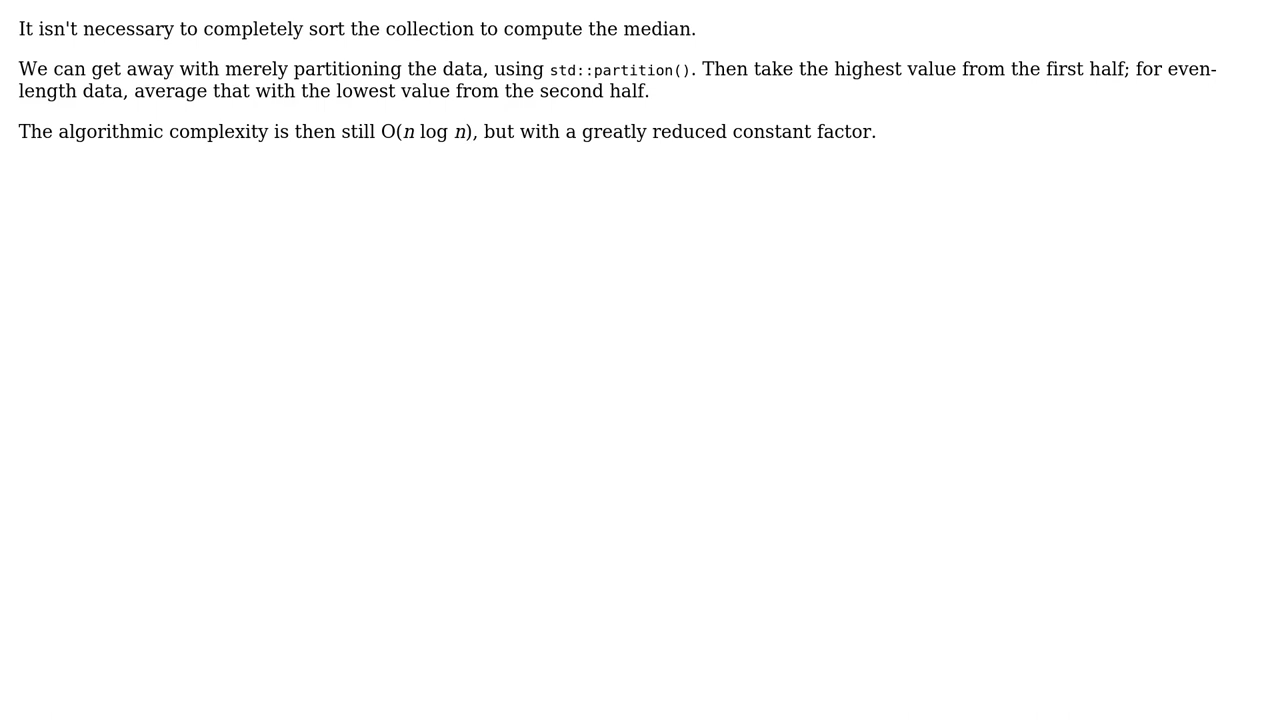 It isn't necessary to completely sort the collection to compute the median.
We can get away with merely partitioning the data, using std::partition(). Then take the highest value from the first half; for even-
length data, average that with the lowest value from the second half.
The algorithmic complexity is then still O(n log n), but with a greatly reduced constant factor.